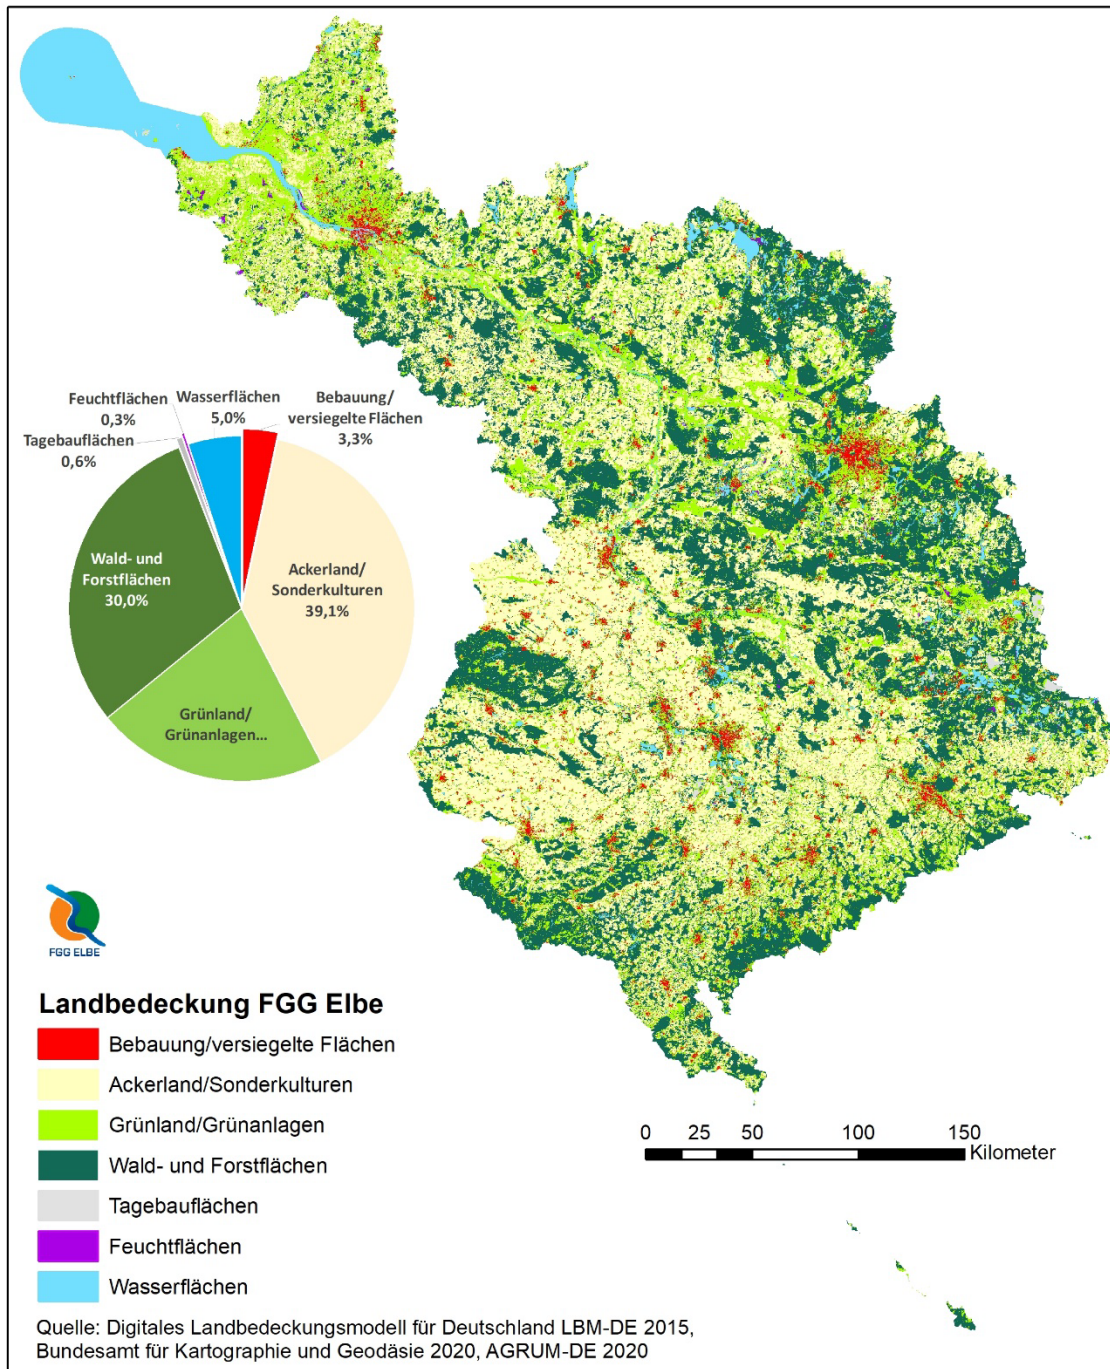 Feuchtflächen
0,3%
Wasserflächen
5,0%
Bebauung/
versiegelte Flächen
3,3%
Tagebauflächen
0,6%
Wald- und
Forstflächen
30,0%
Ackerland/
Sonderkulturen
39,1%
Grünland/
Grünanlagen...
FGG ELBE
Landbedeckung FGG Elbe
Bebauung/versiegelte Flächen
Ackerland/Sonderkulturen
Grünland/Grünanlagen
Wald- und Forstflächen
Tagebauflächen
Feuchtflächen
Wasserflächen
0 25 50 100 150
Kilometer
Quelle: Digitales Landbedeckungsmodell für Deutschland LBM-DE 2015,
Bundesamt für Kartographie und Geodäsie 2020, AGRUM-DE 2020